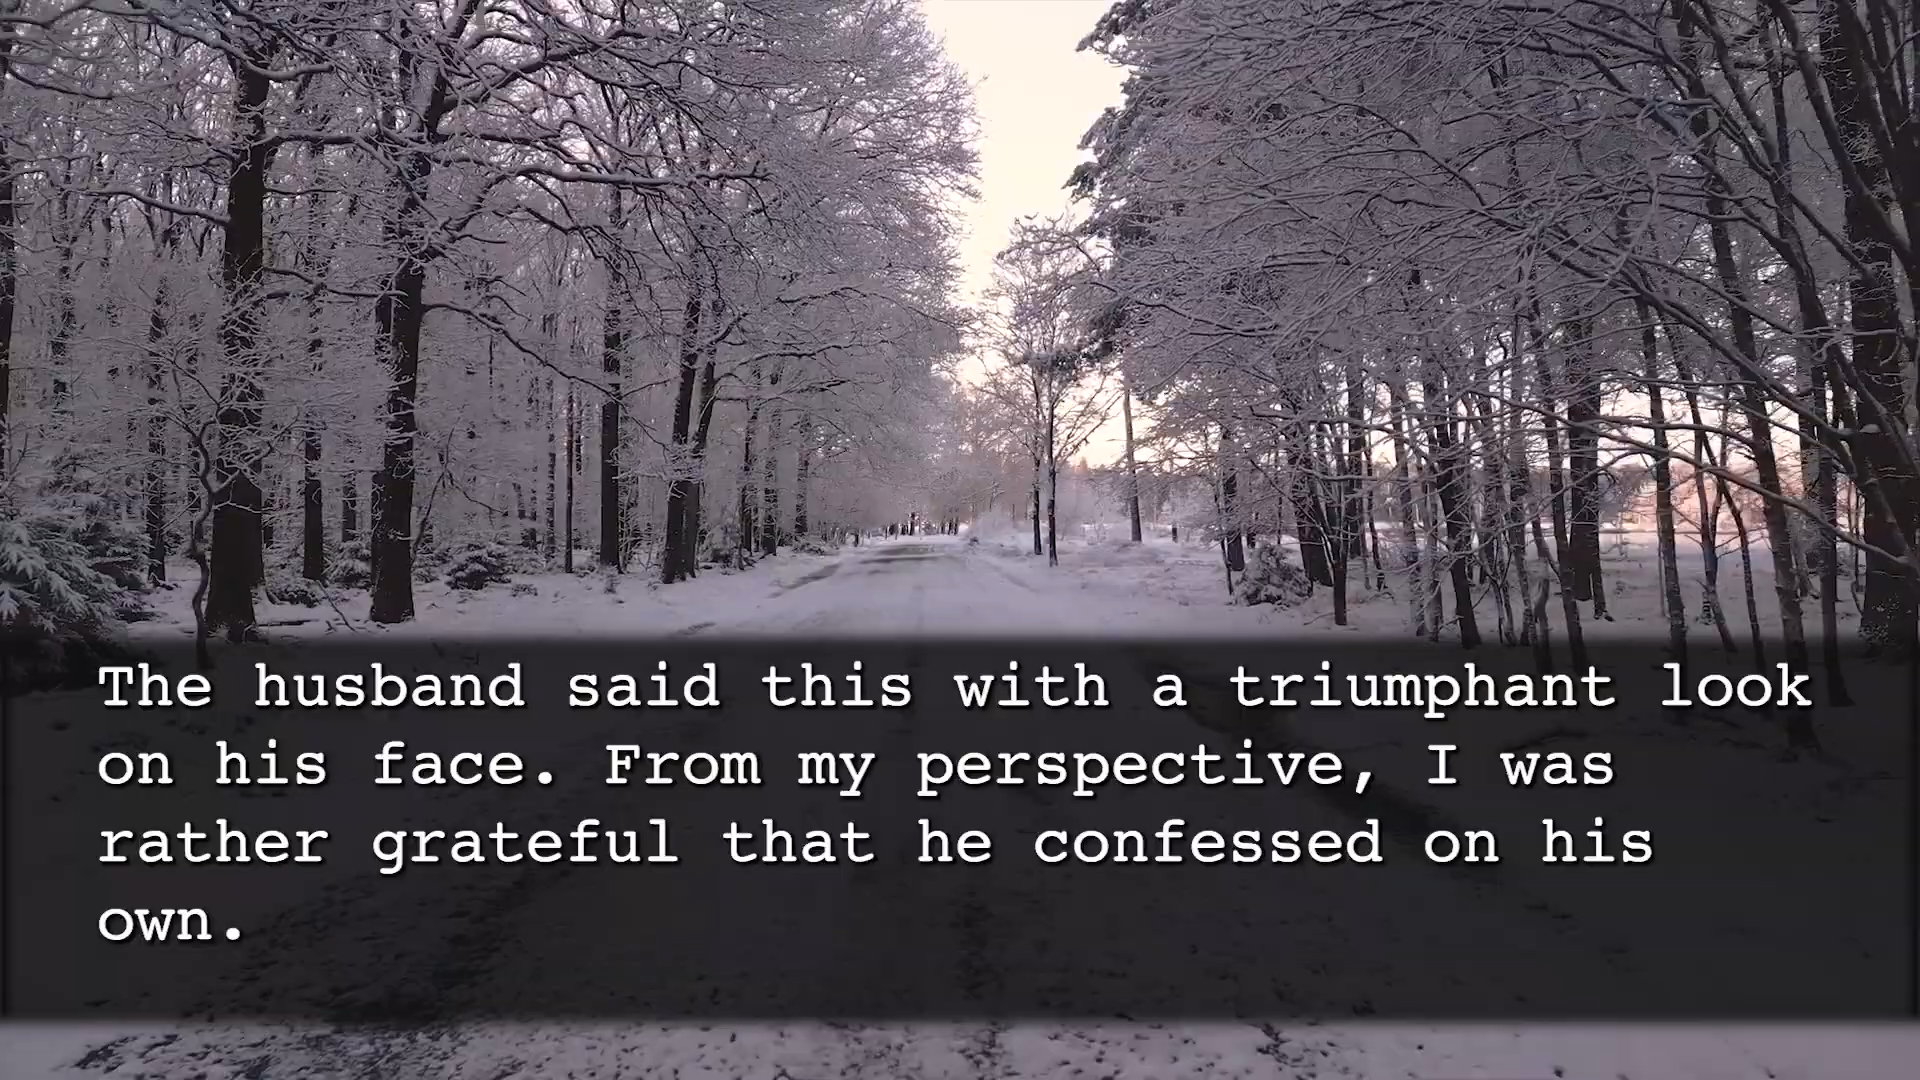 The husband said this with a triumphant look
on his face. From my perspective, I was
rather grateful that he confessed on his
own.